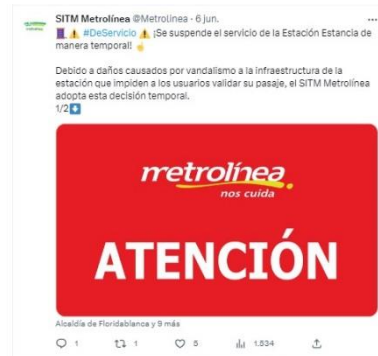 SITM Metrolínea @MetroLinea · 6 jun.
#DeServicio ¡Se suspende el servicio de la Estación Estancia de
manera temporal!
Debido a daños causados por vandalismo a la infraestructura de la
estación que impiden a los usuarios validar su pasaje, el SITM Metrolínea
adopta esta decisión temporal.
1/2
metrolínea
nos cuida
ATENCIÓN
Alcaldía de Floridablanca y 9 más
1 1 5 1.534